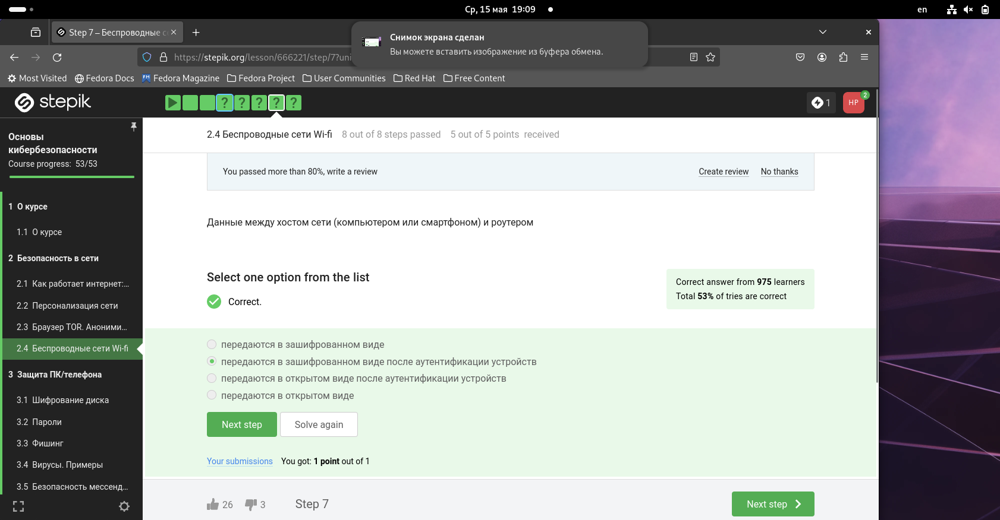 Ср, 15 мая 19:09
en
Step 7 – Беспроводные с
Снимок экрана сделан
Вы можете вставить изображение из буфера обмена.
https://stepik.org/lesson/666221/step/7?uni
Most Visited Fedora Docs Fedora Magazine Fedora Project User Communities Red Hat Free Content
stepik
? ? ? ? ?
1
HP
2
Основы
кибербезопасности
Course progress: 53/53
1 О курсе
1.1 О курсе
2 Безопасность в сети
2.1 Как работает интернет:...
2.2 Персонализация сети
2.3 Браузер TOR. Аноними...
2.4 Беспроводные сети Wi-fi
3 Защита ПК/телефона
3.1 Шифрование диска
3.2 Пароли
3.3 Фишинг
3.4 Вирусы. Примеры
3.5 Безопасность мессенд...
2.4 Беспроводные сети Wi-fi 8 out of 8 steps passed 5 out of 5 points received
You passed more than 80%, write a review Create review No thanks
Данные между хостом сети (компьютером или смартфоном) и роутером
Select one option from the list
Correct.
Correct answer from 975 learners
Total 53% of tries are correct
передаются в зашифрованном виде
передаются в зашифрованном виде после аутентификации устройств
передаются в открытом виде после аутентификации устройств
передаются в открытом виде
Next step Solve again
Your submissions You got: 1 point out of 1
26 3 Step 7 Next step